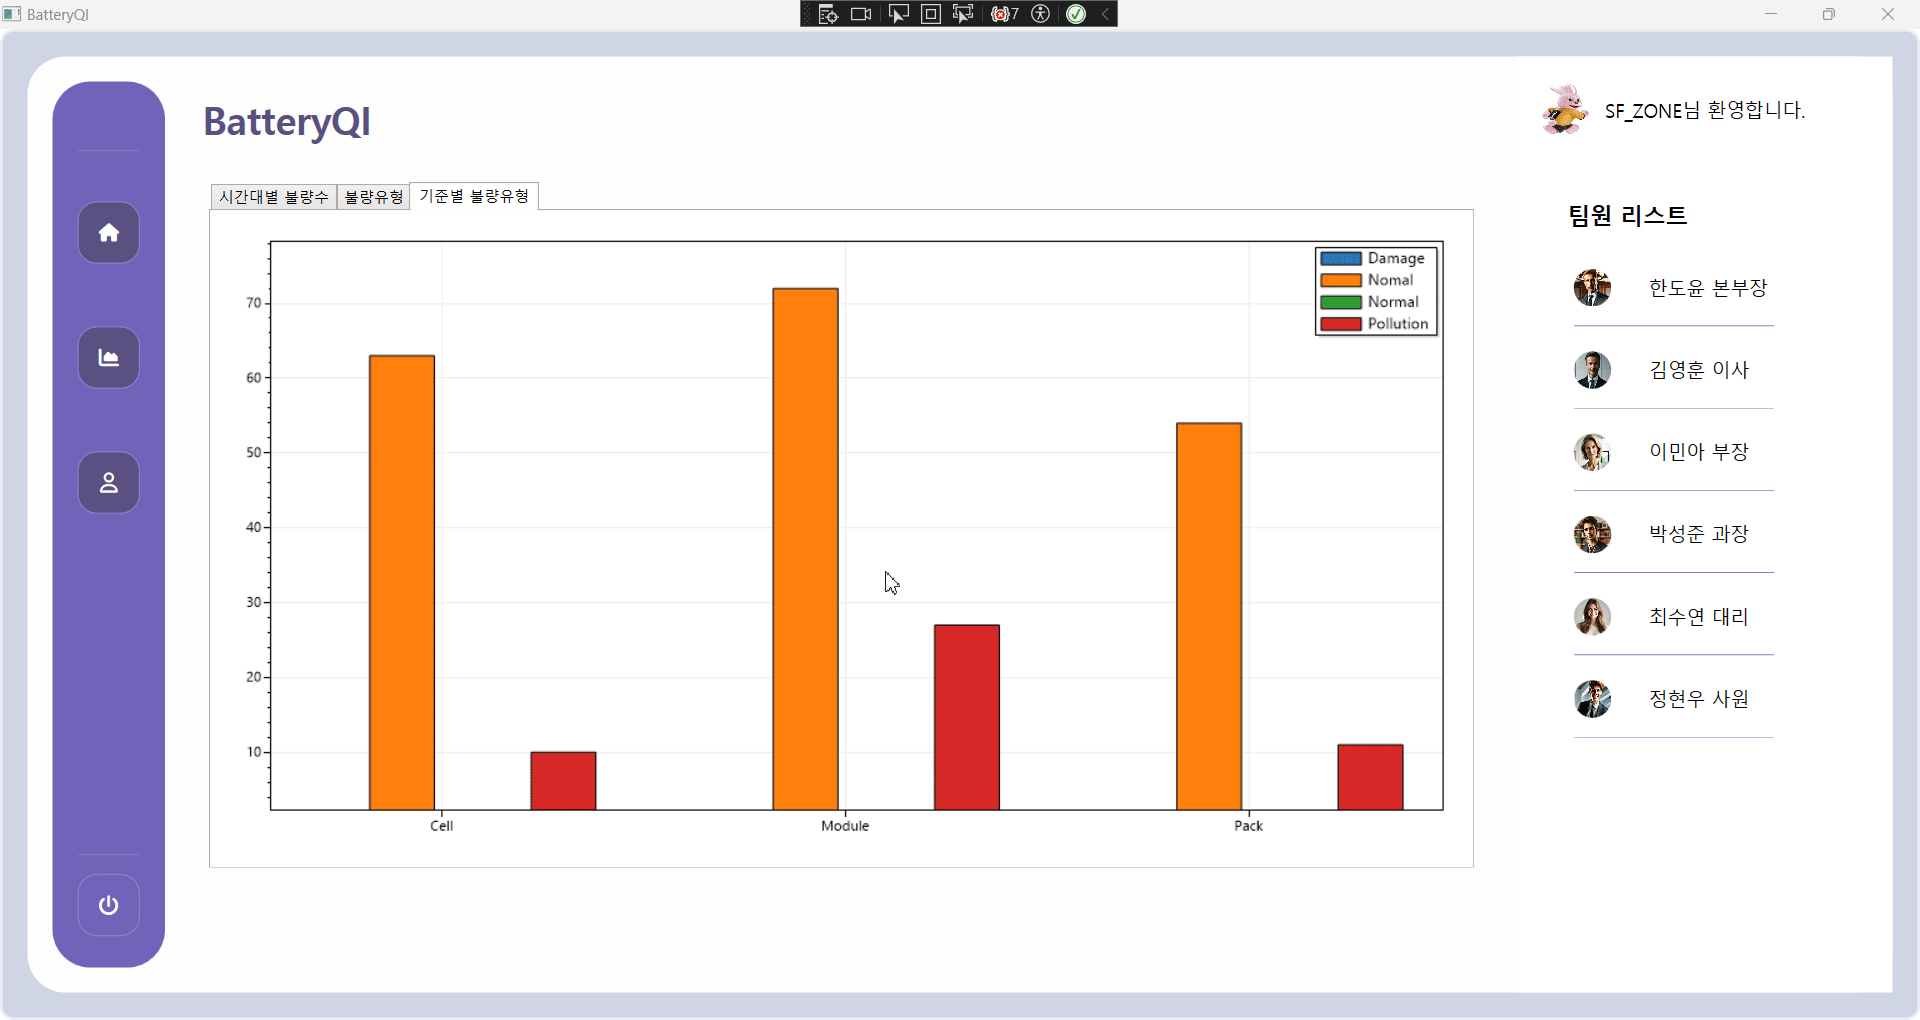 BatteryQI
7
BatteryQI
SF_ZONE님 환영합니다.
시간대별 불량수
불량유형
기준별 불량유형
70
60
50
40
30
20
10
Cell
Module
Pack
Damage
Nomal
Normal
Pollution
팀원 리스트
한도윤 본부장
김영훈 이사
이민아 부장
박성준 과장
최수연 대리
정현우 사원